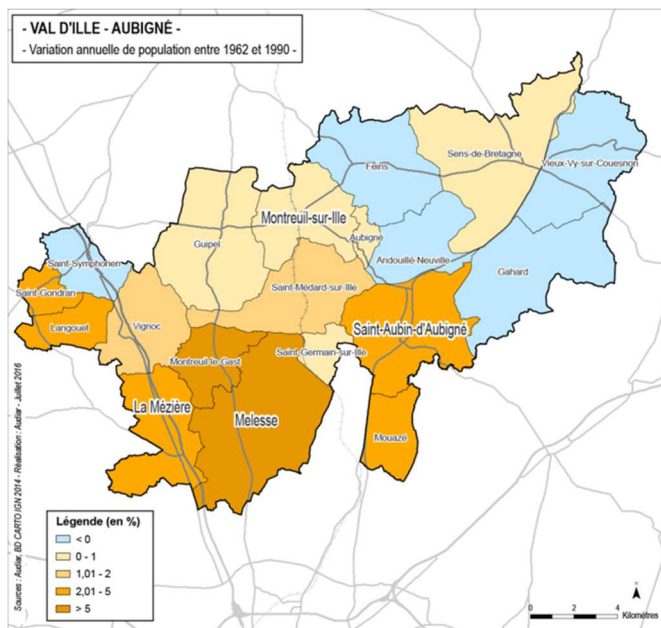 - VAL D'ILLE - AUBIGNÉ -
- Variation annuelle de population entre 1962 et 1990 -
Sens-de-Bretagne
Feins
Vieux-Vy-sur-Couesnon
Montreuil-sur-Ille
Aubigné
Guipel
Andouillé-Neuville
Saint-Symphorien
Gahard
Saint-Gondran
Saint-Médard-sur-Ille
Langouet
Vignoc
Saint-Aubin-d'Aubigné
Saint-Germain-sur-Ille
Montreuil-le-Gast
La Mézière
Melesse
Mouazé
Légende (en %)
< 0
0 - 1
1,01 - 2
2,01 - 5
> 5
0 2 4
Kilomètres
N
Sources : Audiar, BD CARTO IGN 2014 - Réalisation : Audiar - Juillet 2016